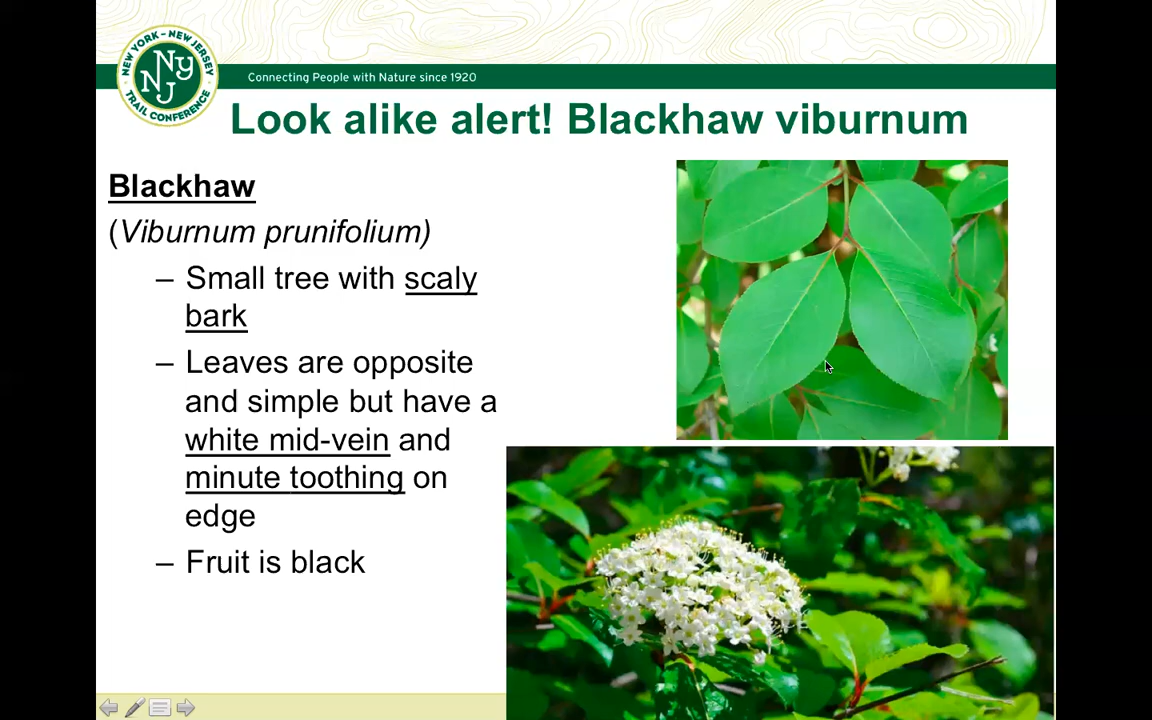 NEW YORK - NEW JERSEY
NY
NJ
TRAIL CONFERENCE
Connecting People with Nature since 1920
Look alike alert! Blackhaw viburnum
Blackhaw
(Viburnum prunifolium)
– Small tree with scaly
bark
– Leaves are opposite
and simple but have a
white mid-vein and
minute toothing on
edge
– Fruit is black